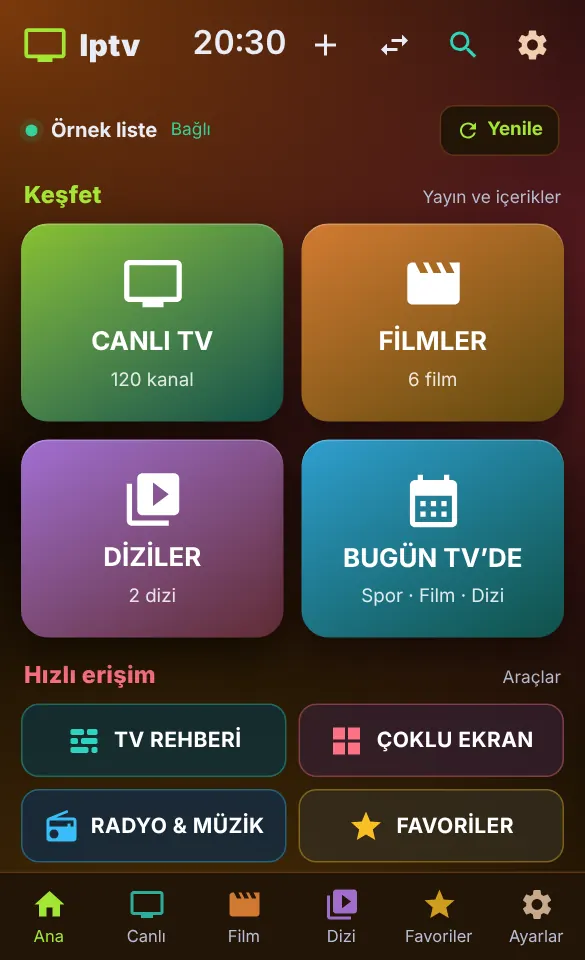 Iptv 20:30
Örnek liste Bağlı Yenile
Keşfet Yayın ve içerikler
CANLI TV
120 kanal
FİLMLER
6 film
DİZİLER
2 dizi
BUGÜN TV’DE
Spor · Film · Dizi
Hızlı erişim Araçlar
TV REHBERİ
ÇOKLU EKRAN
RADYO & MÜZİK
FAVORİLER
Ana Canlı Film Dizi Favoriler Ayarlar